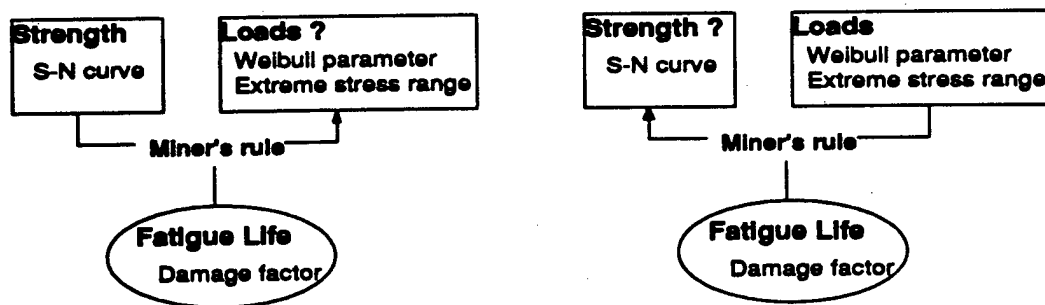 Strength
S-N curve
Loads ?
Weibull parameter
Extreme stress range
Miner's rule
Fatigue Life
Damage factor
Strength ?
S-N curve
Loads
Weibull parameter
Extreme stress range
Miner's rule
Fatigue Life
Damage factor